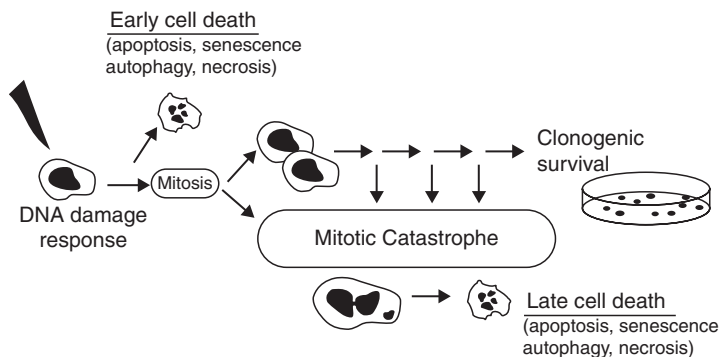 Early cell death
(apoptosis, senescence
autophagy, necrosis)
Mitosis
DNA damage
response
Clonogenic
survival
Mitotic Catastrophe
Late cell death
(apoptosis, senescence
autophagy, necrosis)